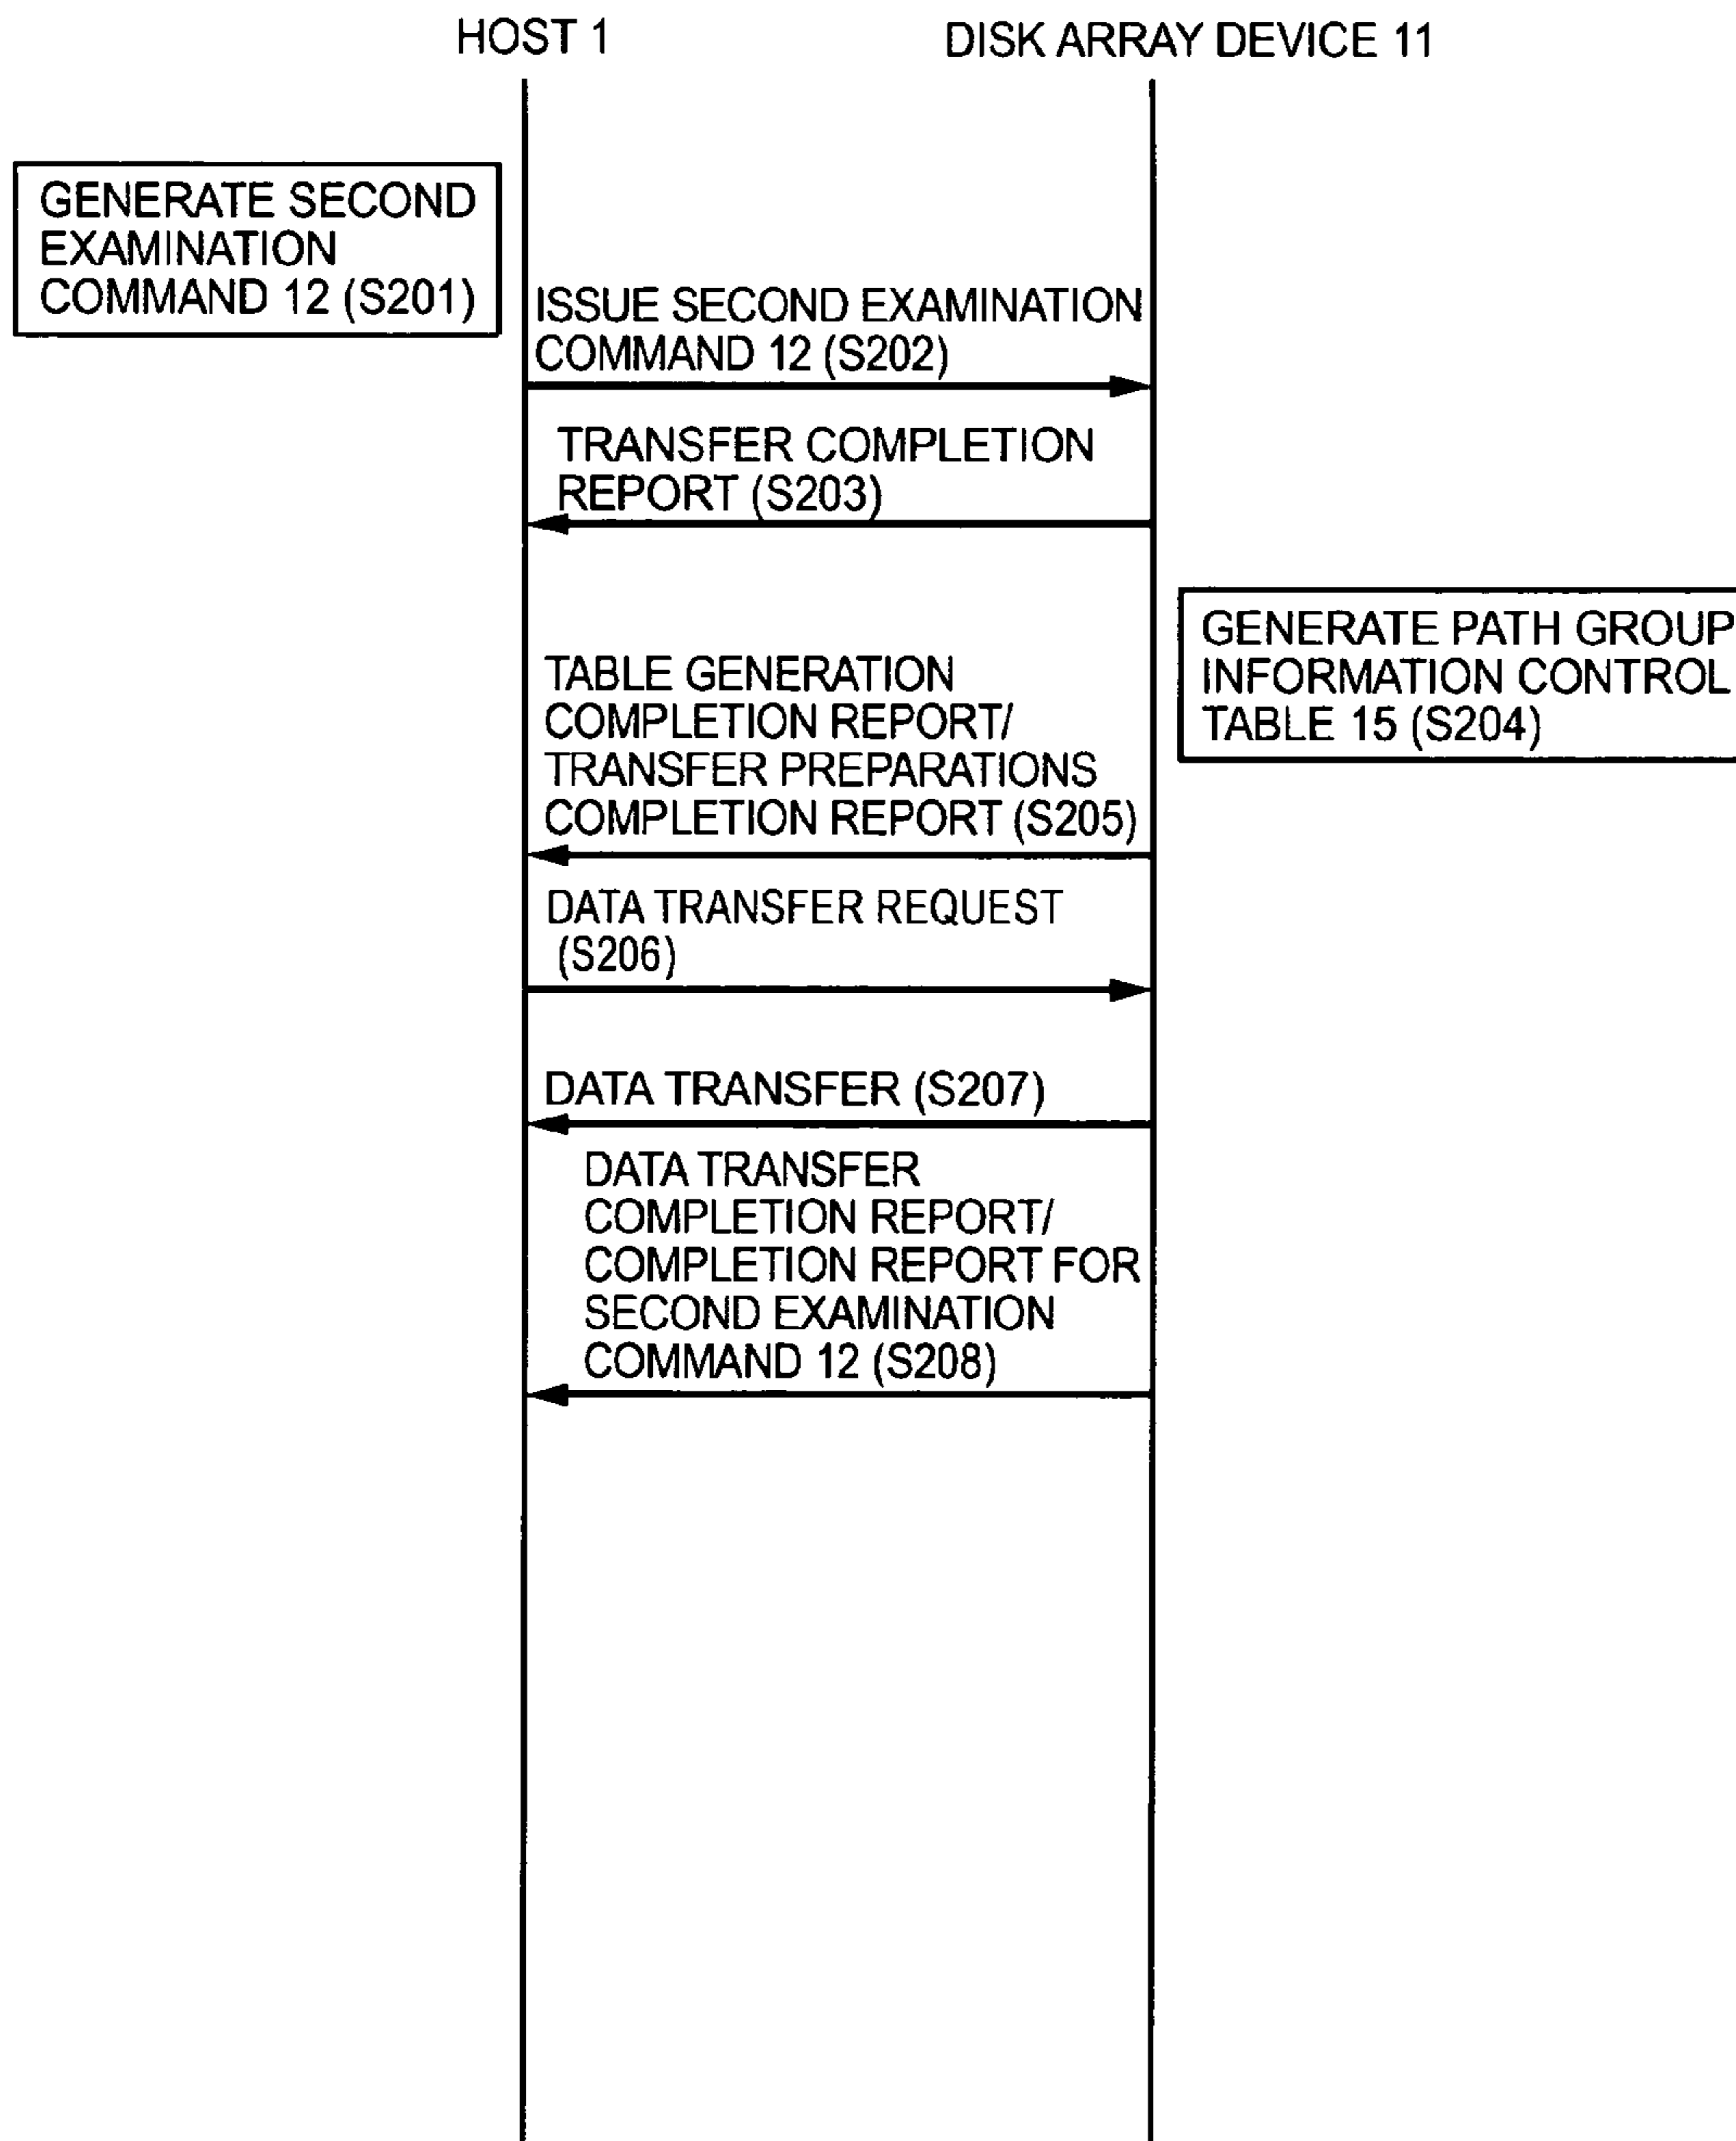 HOST 1
DISK ARRAY DEVICE 11
GENERATE SECOND
EXAMINATION
COMMAND 12 (S201)
ISSUE SECOND EXAMINATION
COMMAND 12 (S202)
TRANSFER COMPLETION
REPORT (S203)
GENERATE PATH GROUP
INFORMATION CONTROL
TABLE 15 (S204)
TABLE GENERATION
COMPLETION REPORT/
TRANSFER PREPARATIONS
COMPLETION REPORT (S205)
DATA TRANSFER REQUEST
(S206)
DATA TRANSFER (S207)
DATA TRANSFER
COMPLETION REPORT/
COMPLETION REPORT FOR
SECOND EXAMINATION
COMMAND 12 (S208)